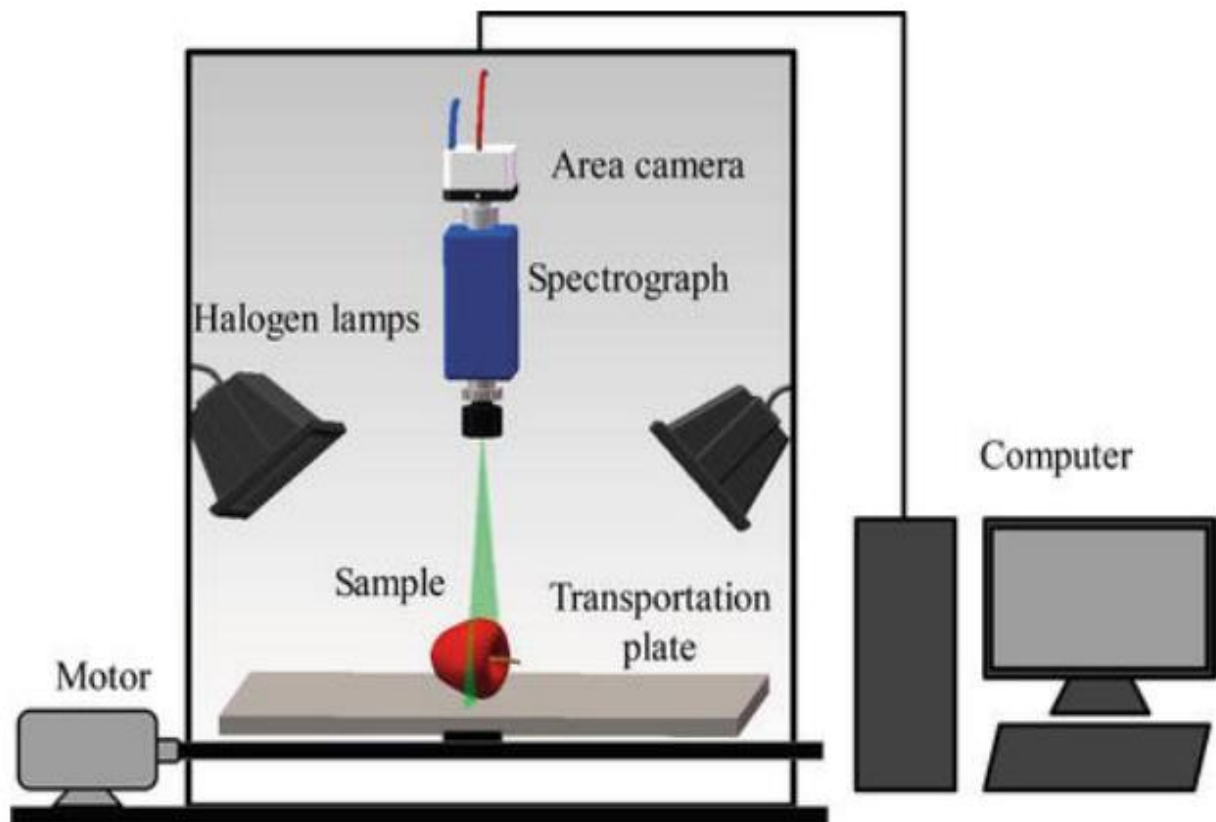 Area camera
Spectrograph
Halogen lamps
Computer
Sample
Transportation
plate
Motor